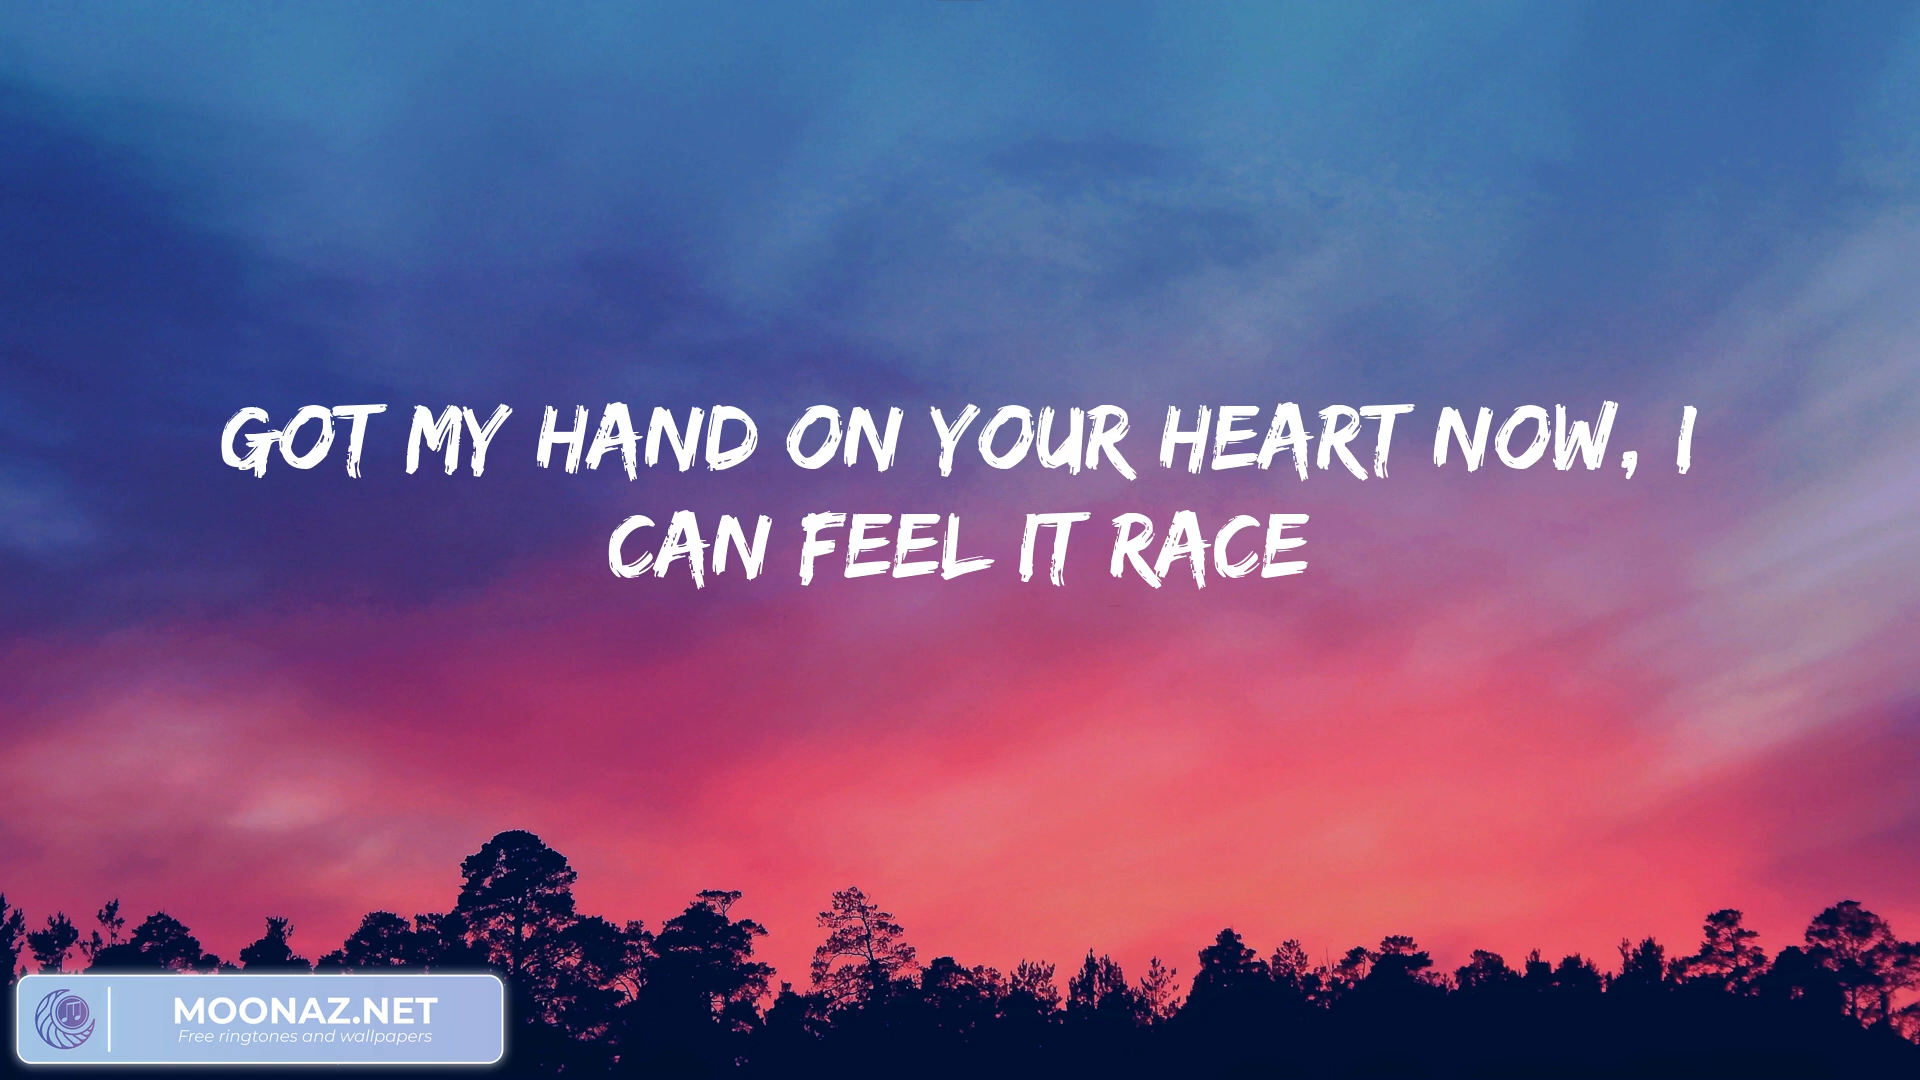 GOT MY HAND ON YOUR HEART NOW, I
CAN FEEL IT RACE
MOONAZ.NET
Free ringtones and wallpapers